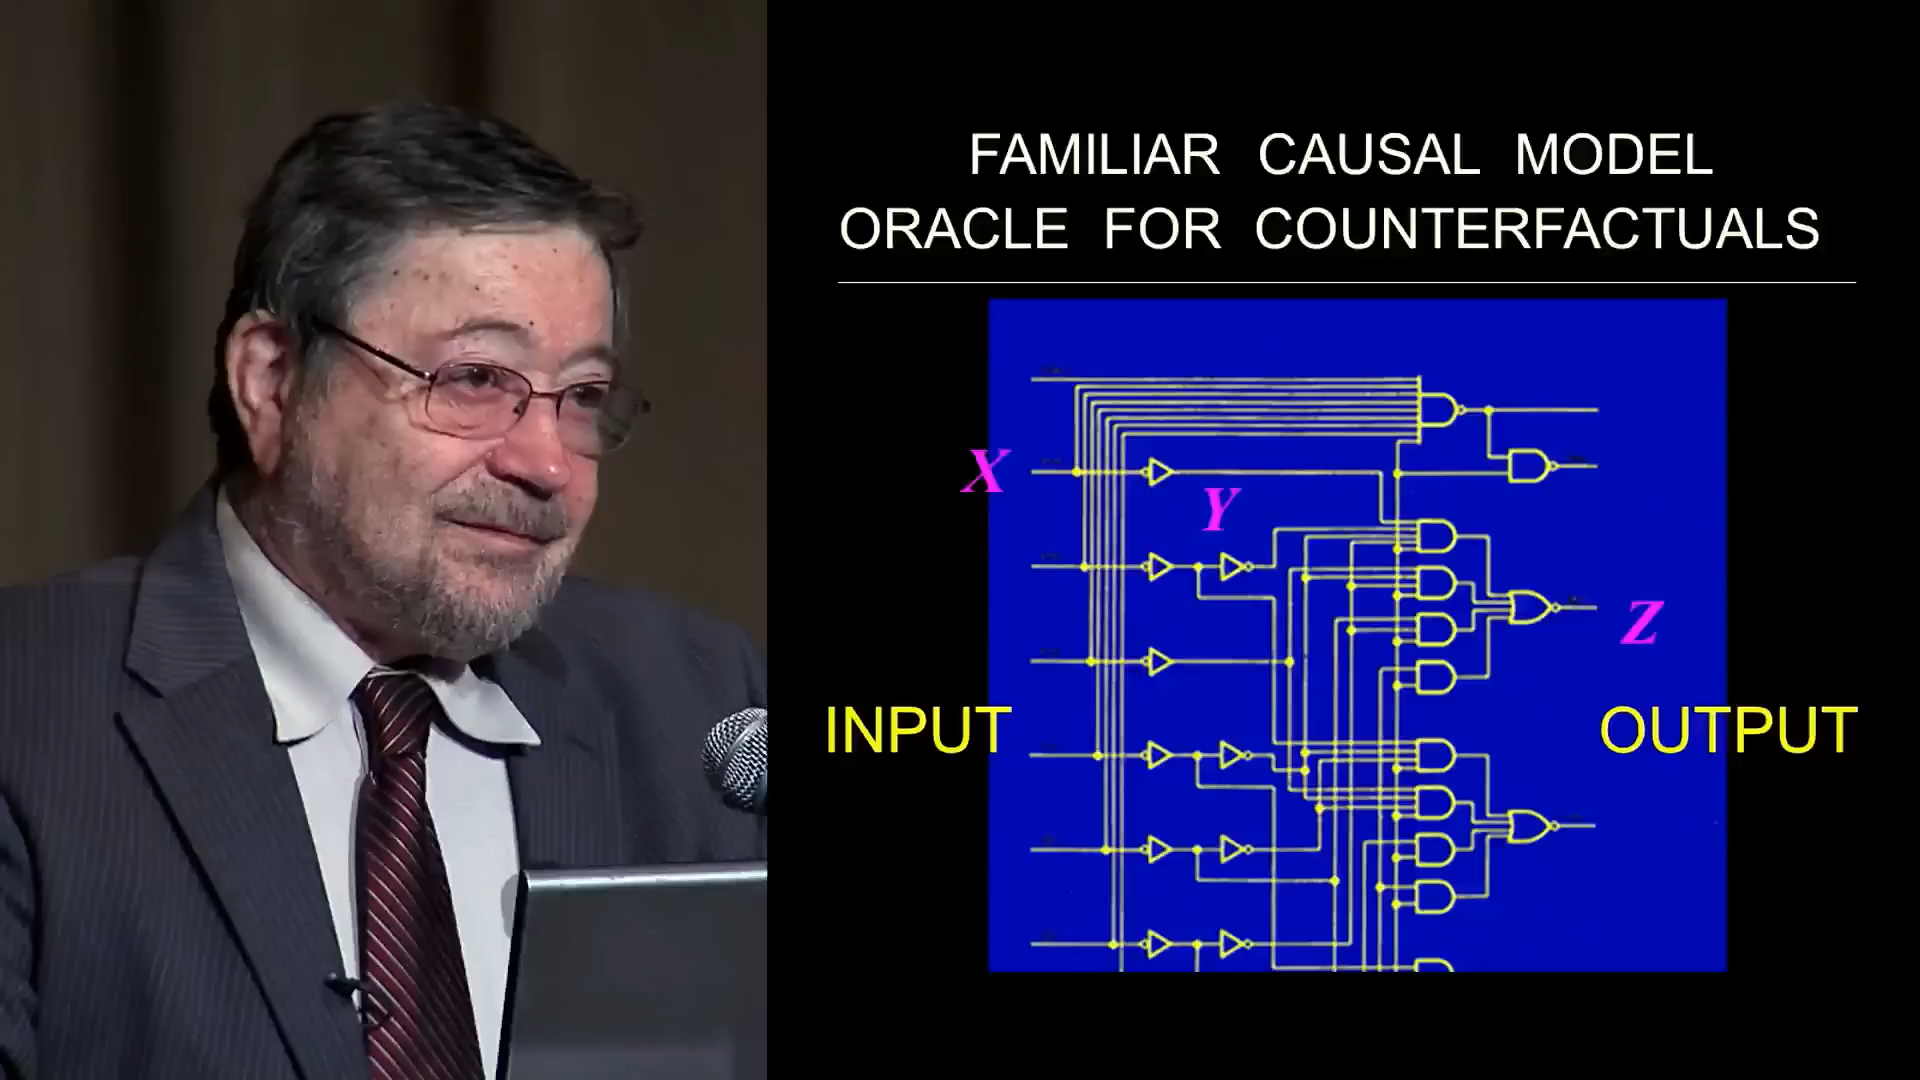 FAMILIAR CAUSAL MODEL
ORACLE FOR COUNTERFACTUALS
X
Y
Z
INPUT
OUTPUT